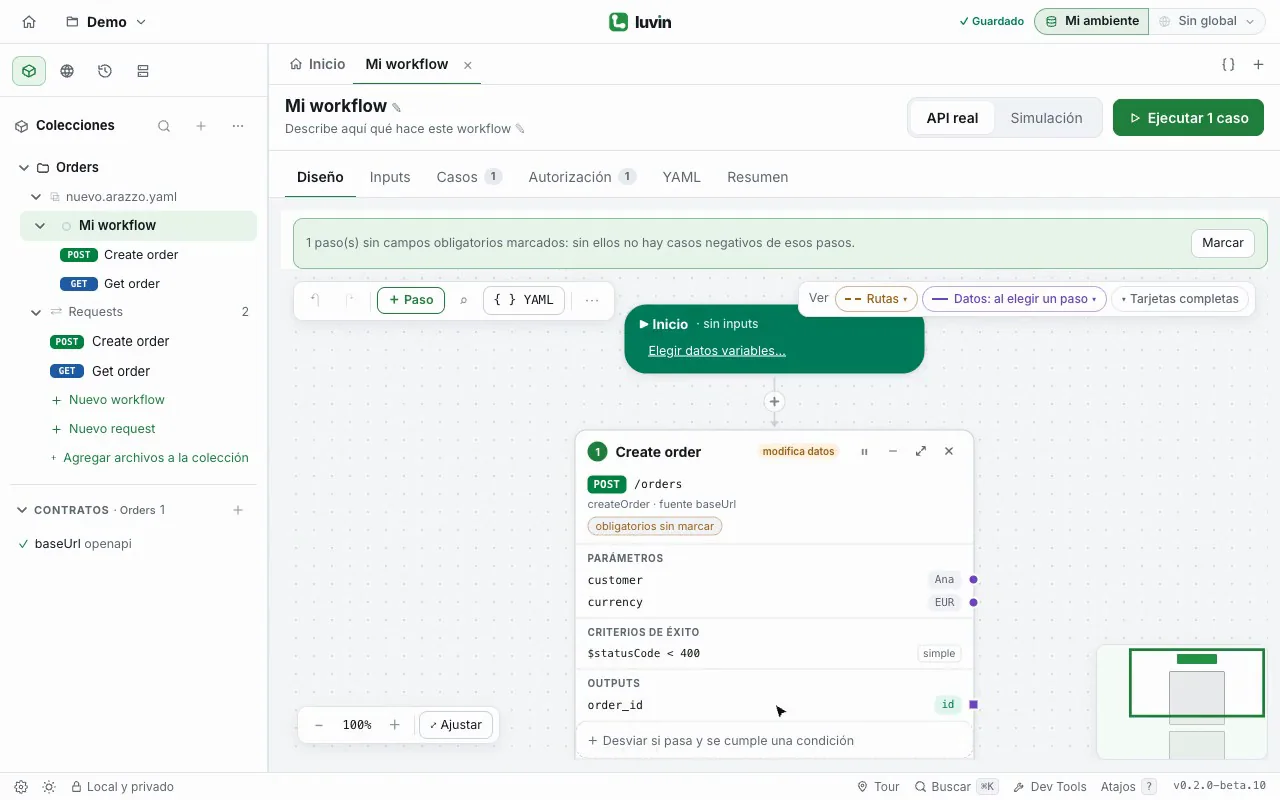 Demo
luvin
Guardado
Mi ambiente
Sin global
Inicio
Mi workflow
{ }
Colecciones
Mi workflow
Describe aquí qué hace este workflow
API real
Simulación
Ejecutar 1 caso
Orders
nuevo.arazzo.yaml
Mi workflow
POST Create order
GET Get order
Requests 2
POST Create order
GET Get order
+ Nuevo workflow
+ Nuevo request
+ Agregar archivos a la colección
CONTRATOS · Orders 1
baseUrl openapi
Diseño
Inputs
Casos 1
Autorización 1
YAML
Resumen
1 paso(s) sin campos obligatorios marcados: sin ellos no hay casos negativos de esos pasos.
Marcar
+ Paso
{ } YAML
Ver
Rutas
Datos: al elegir un paso
Tarjetas completas
Inicio · sin inputs
Elegir datos variables...
1 Create order
modifica datos
POST /orders
createOrder · fuente baseUrl
obligatorios sin marcar
PARÁMETROS
customer Ana
currency EUR
CRITERIOS DE ÉXITO
$statusCode < 400 simple
OUTPUTS
order_id id
+ Desviar si pasa y se cumple una condición
− 100% +
Ajustar
Local y privado
Tour
Buscar ⌘K
Dev Tools
Atajos ?
v0.2.0-beta.10